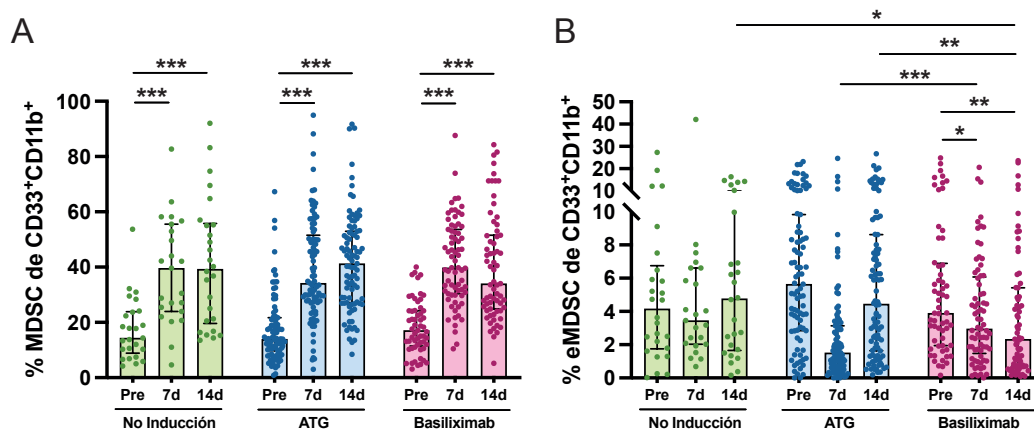 A
% MDSC de CD33+CD11b+
100
80
60
40
20
0
*** *** ***
*** *** ***
Pre 7d 14d Pre 7d 14d Pre 7d 14d
No Inducción ATG Basiliximab
B
% eMDSC de CD33+CD11b+
50
40
30
20
10
10
8
6
4
2
0
*
**
***
**
*
Pre 7d 14d Pre 7d 14d Pre 7d 14d
No Inducción ATG Basiliximab